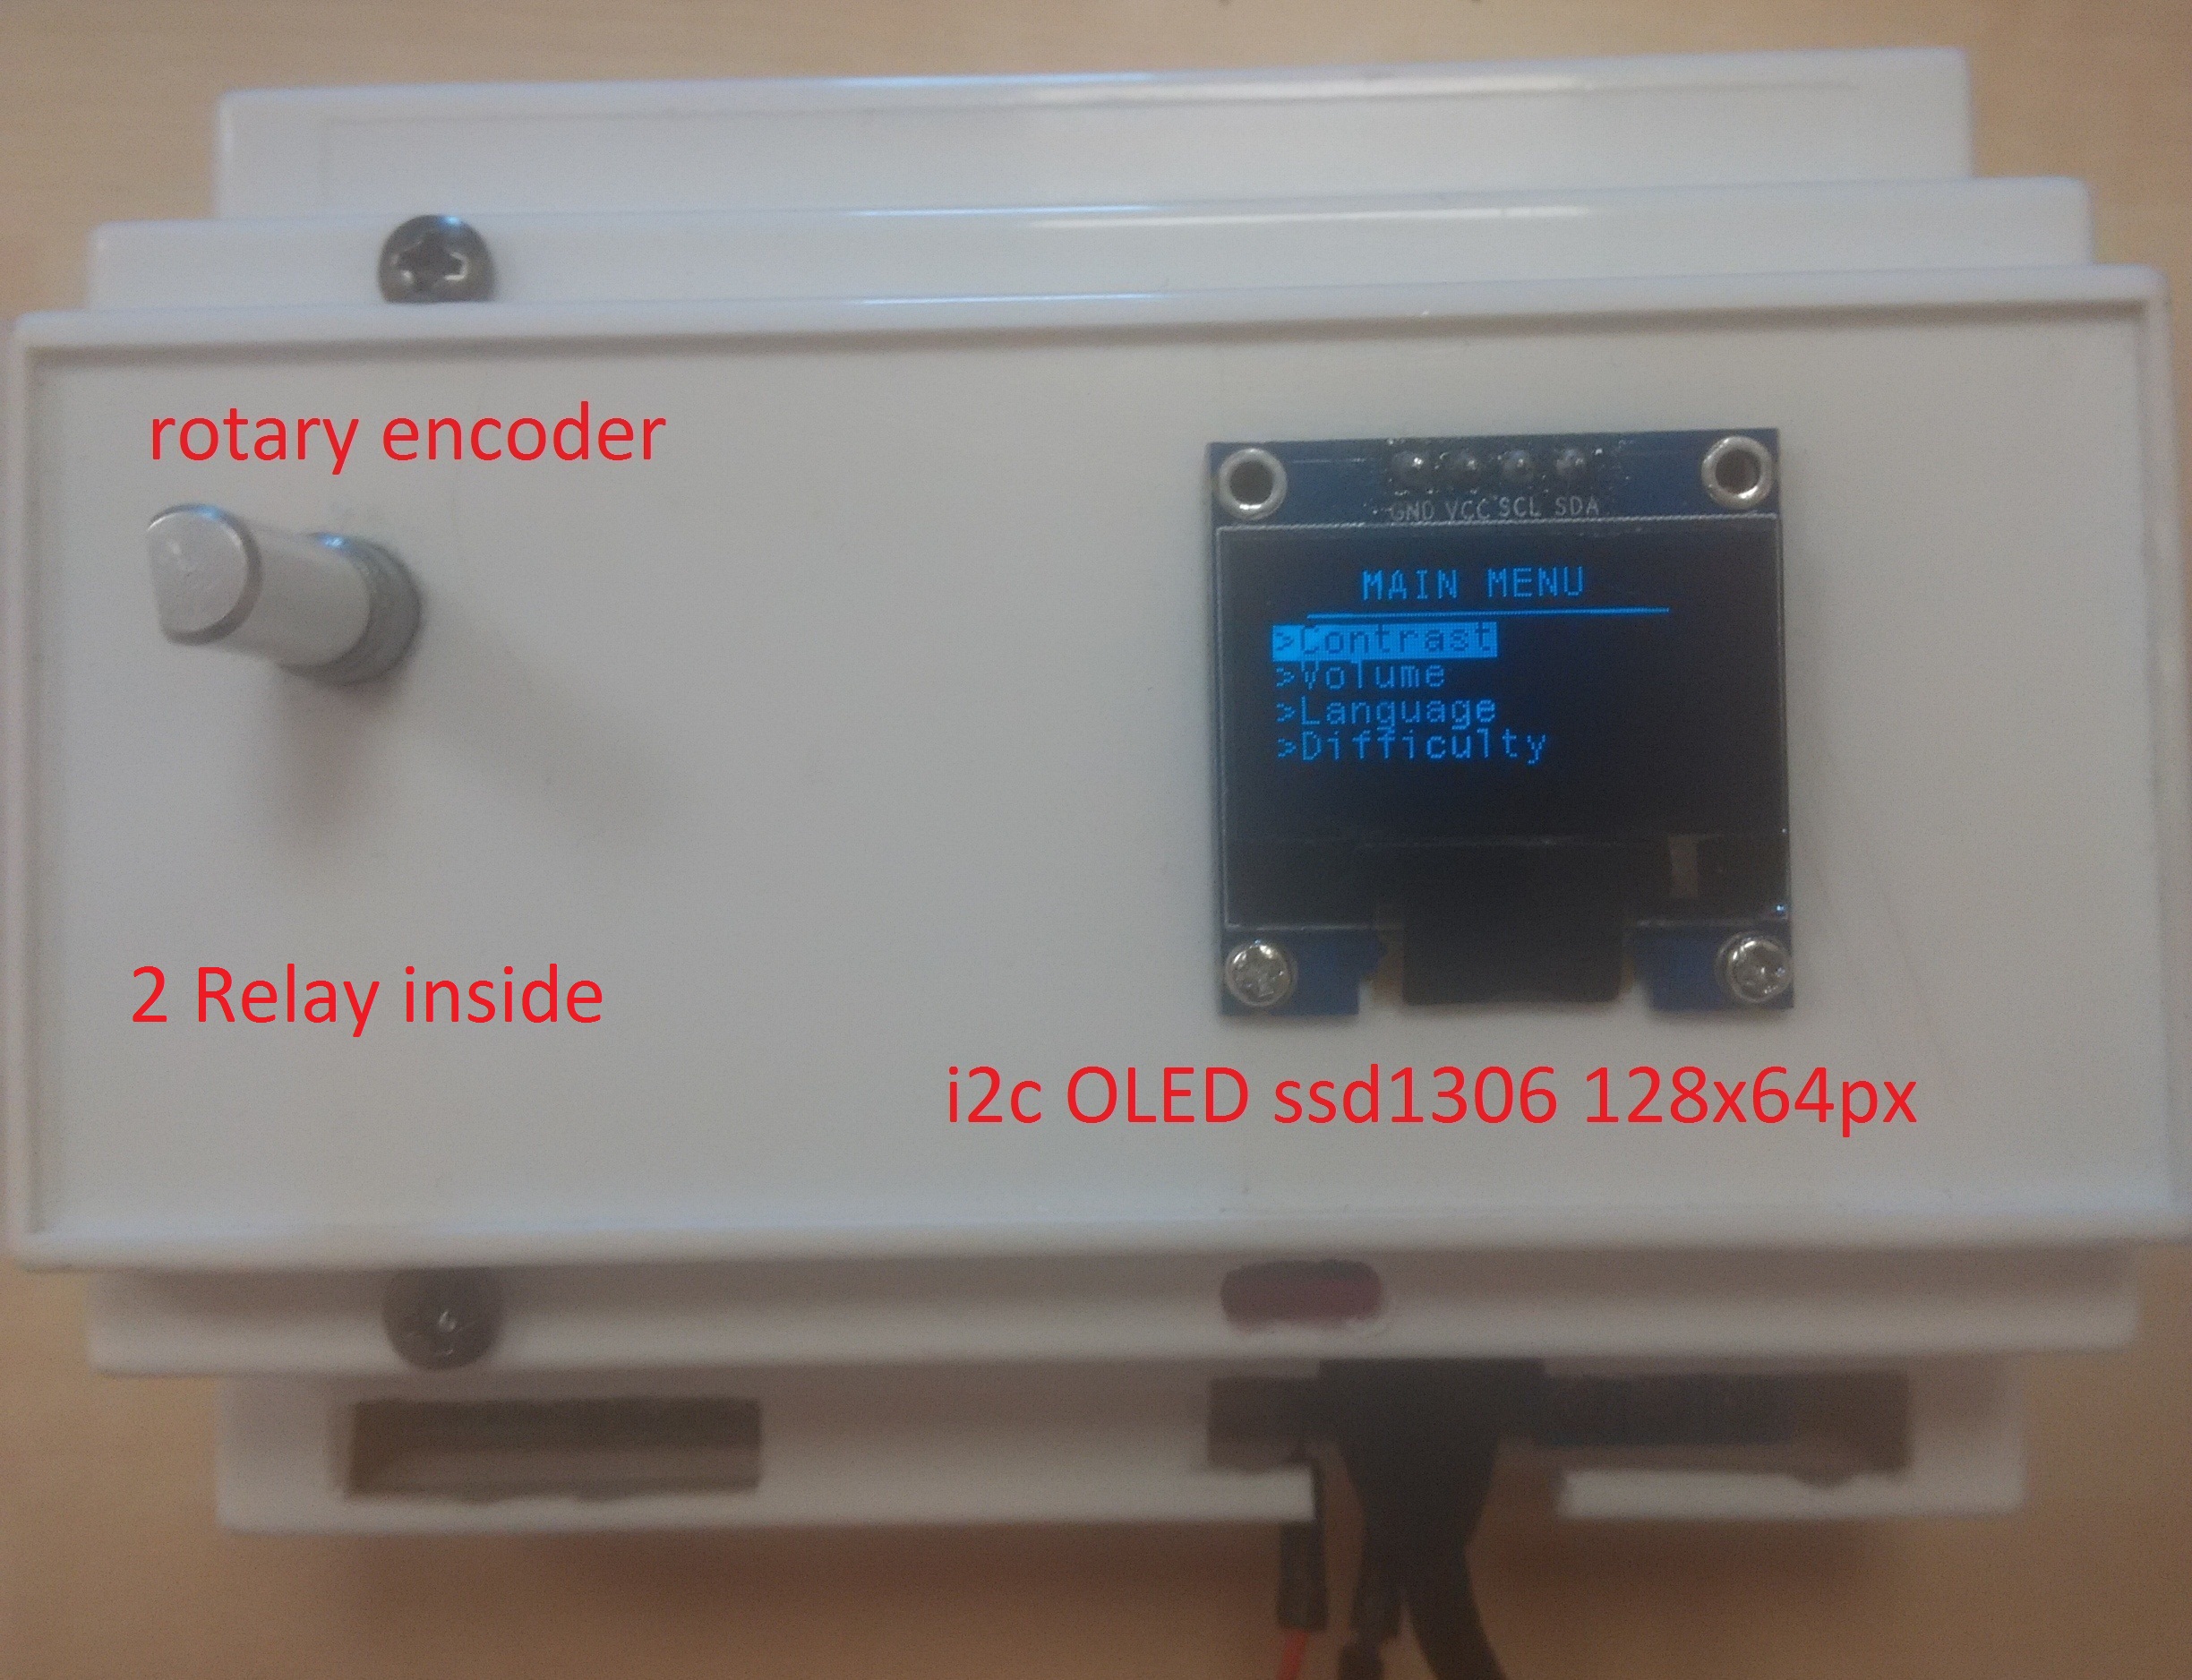 rotary encoder
GND VCC SCL SDA
MAIN MENU
>Contrast
>Volume
>Language
>Difficulty
2 Relay inside
i2c OLED ssd1306 128x64px